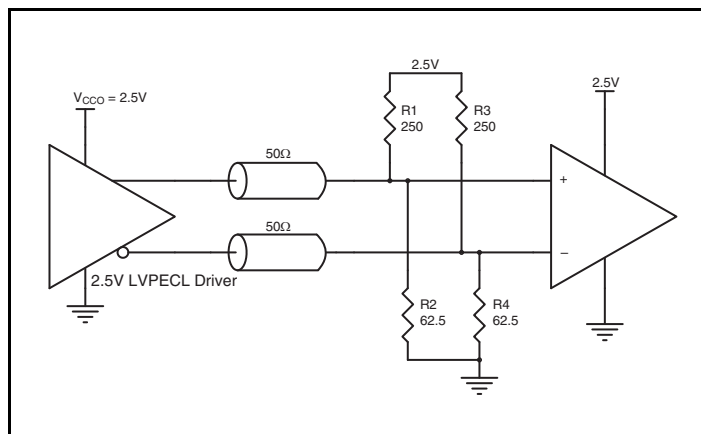 2.5V
V_CCO = 2.5V
R1
250
R3
250
2.5V
50Ω
+
50Ω
–
2.5V LVPECL Driver
R2
62.5
R4
62.5